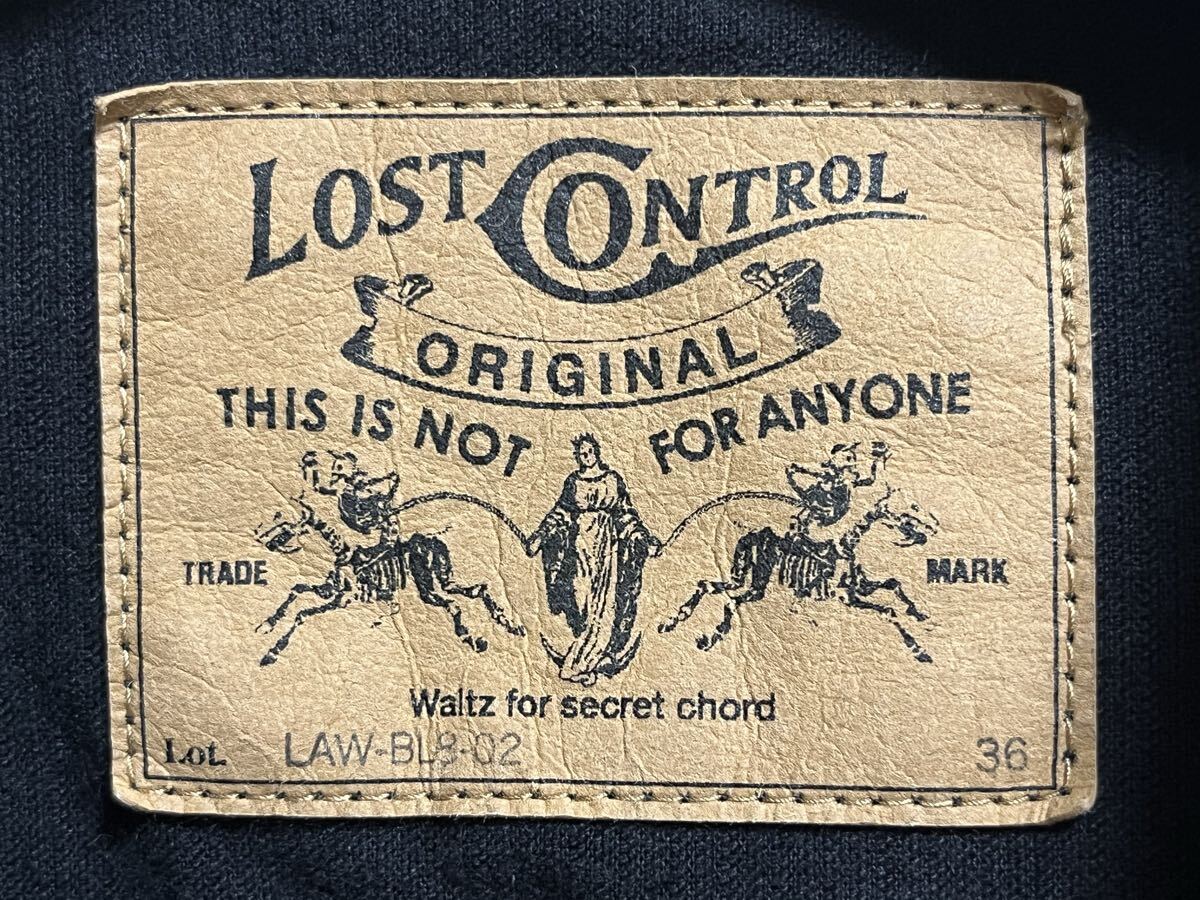 LOST CONTROL
ORIGINAL
THIS IS NOT FOR ANYONE
TRADE MARK
Waltz for secret chord
Lot. LAW-BL8-02 36